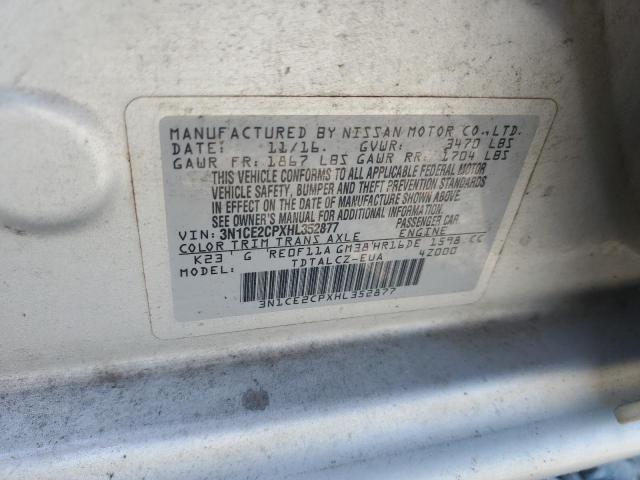 MANUFACTURED BY NISSAN MOTOR CO., LTD.
DATE: 11/16. GVWR: 3470 LBS
GAWR FR: 1867 LBS GAWR RR: 1704 LBS
THIS VEHICLE CONFORMS TO ALL APPLICABLE FEDERAL MOTOR
VEHICLE SAFETY, BUMPER AND THEFT PREVENTION STANDARDS
IN EFFECT ON THE DATE OF MANUFACTURE SHOWN ABOVE.
SEE OWNER'S MANUAL FOR ADDITIONAL INFORMATION.
VIN: 3N1CE2CPXHL352877 PASSENGER CAR
COLOR TRIM TRANS AXLE ENGINE
K23 G RE0F11A GM38 HR16DE 1598 CC
MODEL: TDTALCZ-EUA 4Z000
3N1CE2CPXHL352877